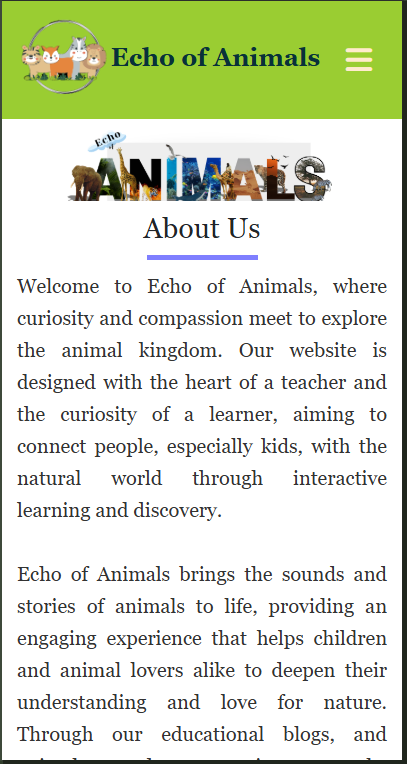 Echo of Animals
Echo
of
ANIMALS
About Us
Welcome to Echo of Animals, where
curiosity and compassion meet to explore
the animal kingdom. Our website is
designed with the heart of a teacher and
the curiosity of a learner, aiming to
connect people, especially kids, with the
natural world through interactive
learning and discovery.
Echo of Animals brings the sounds and
stories of animals to life, providing an
engaging experience that helps children
and animal lovers alike to deepen their
understanding and love for nature.
Through our educational blogs, and